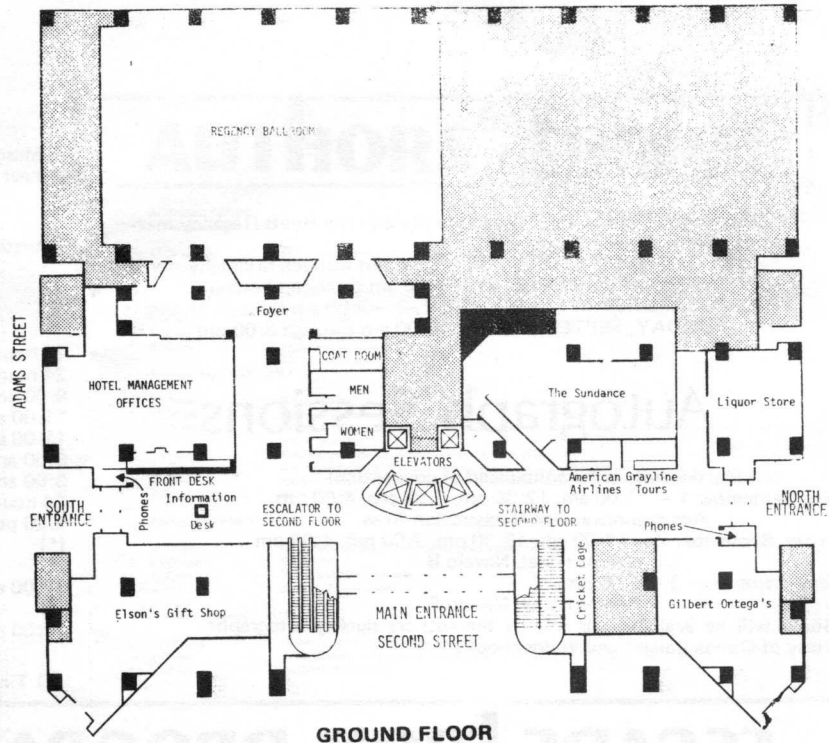 REGENCY BALLROOM
Foyer
ADAMS STREET
COAT ROOM
MEN
WOMEN
HOTEL MANAGEMENT
OFFICES
The Sundance
Liquor Store
ELEVATORS
FRONT DESK
Information
Desk
Phones
SOUTH
ENTRANCE
ESCALATOR TO
SECOND FLOOR
STAIRWAY TO
SECOND FLOOR
American
Airlines
Grayline
Tours
NORTH
ENTRANCE
Phones
Cricket Cage
Elson's Gift Shop
MAIN ENTRANCE
SECOND STREET
Gilbert Ortega's
GROUND FLOOR